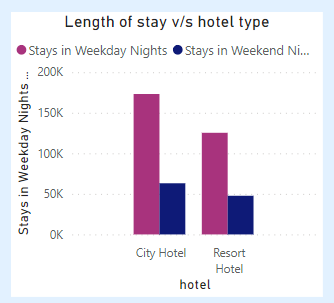 Length of stay v/s hotel type
Stays in Weekday Nights Stays in Weekend Ni...
Stays in Weekday Nights ...
200K
150K
100K
50K
0K
City Hotel Resort
Hotel
hotel